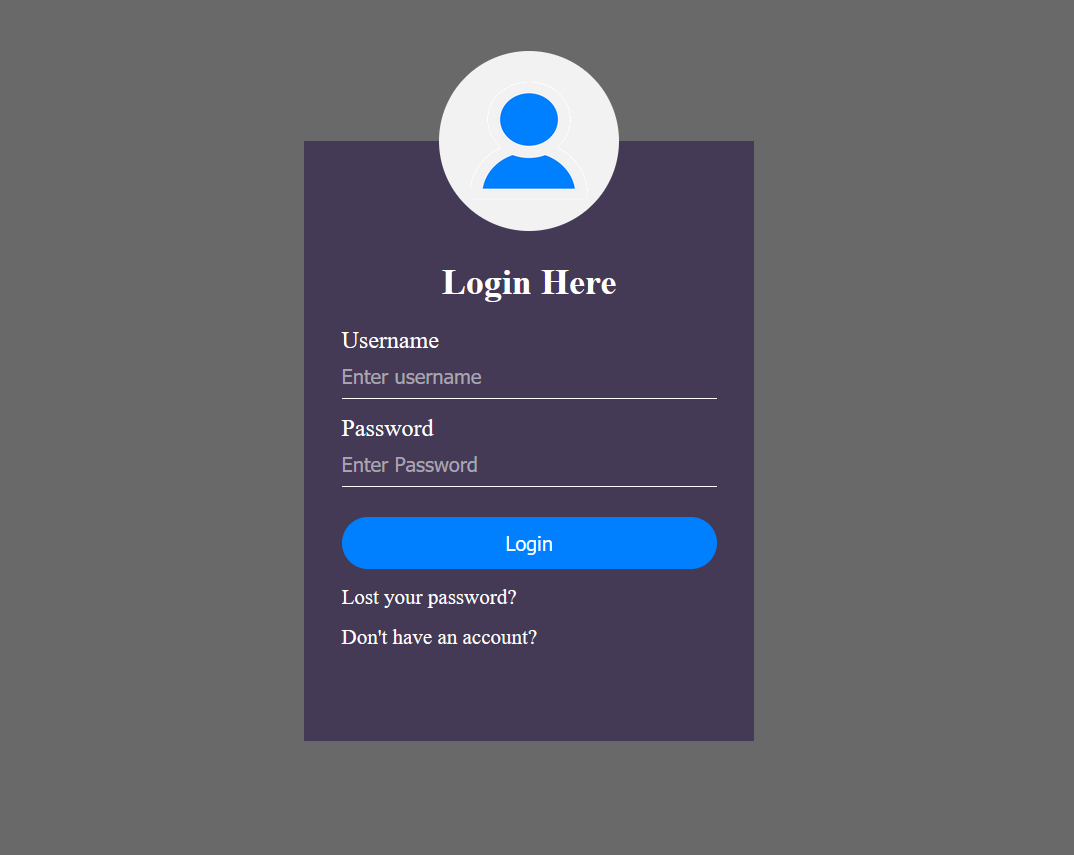 Login Here
Username
Enter username
Password
Enter Password
Login
Lost your password?
Don't have an account?